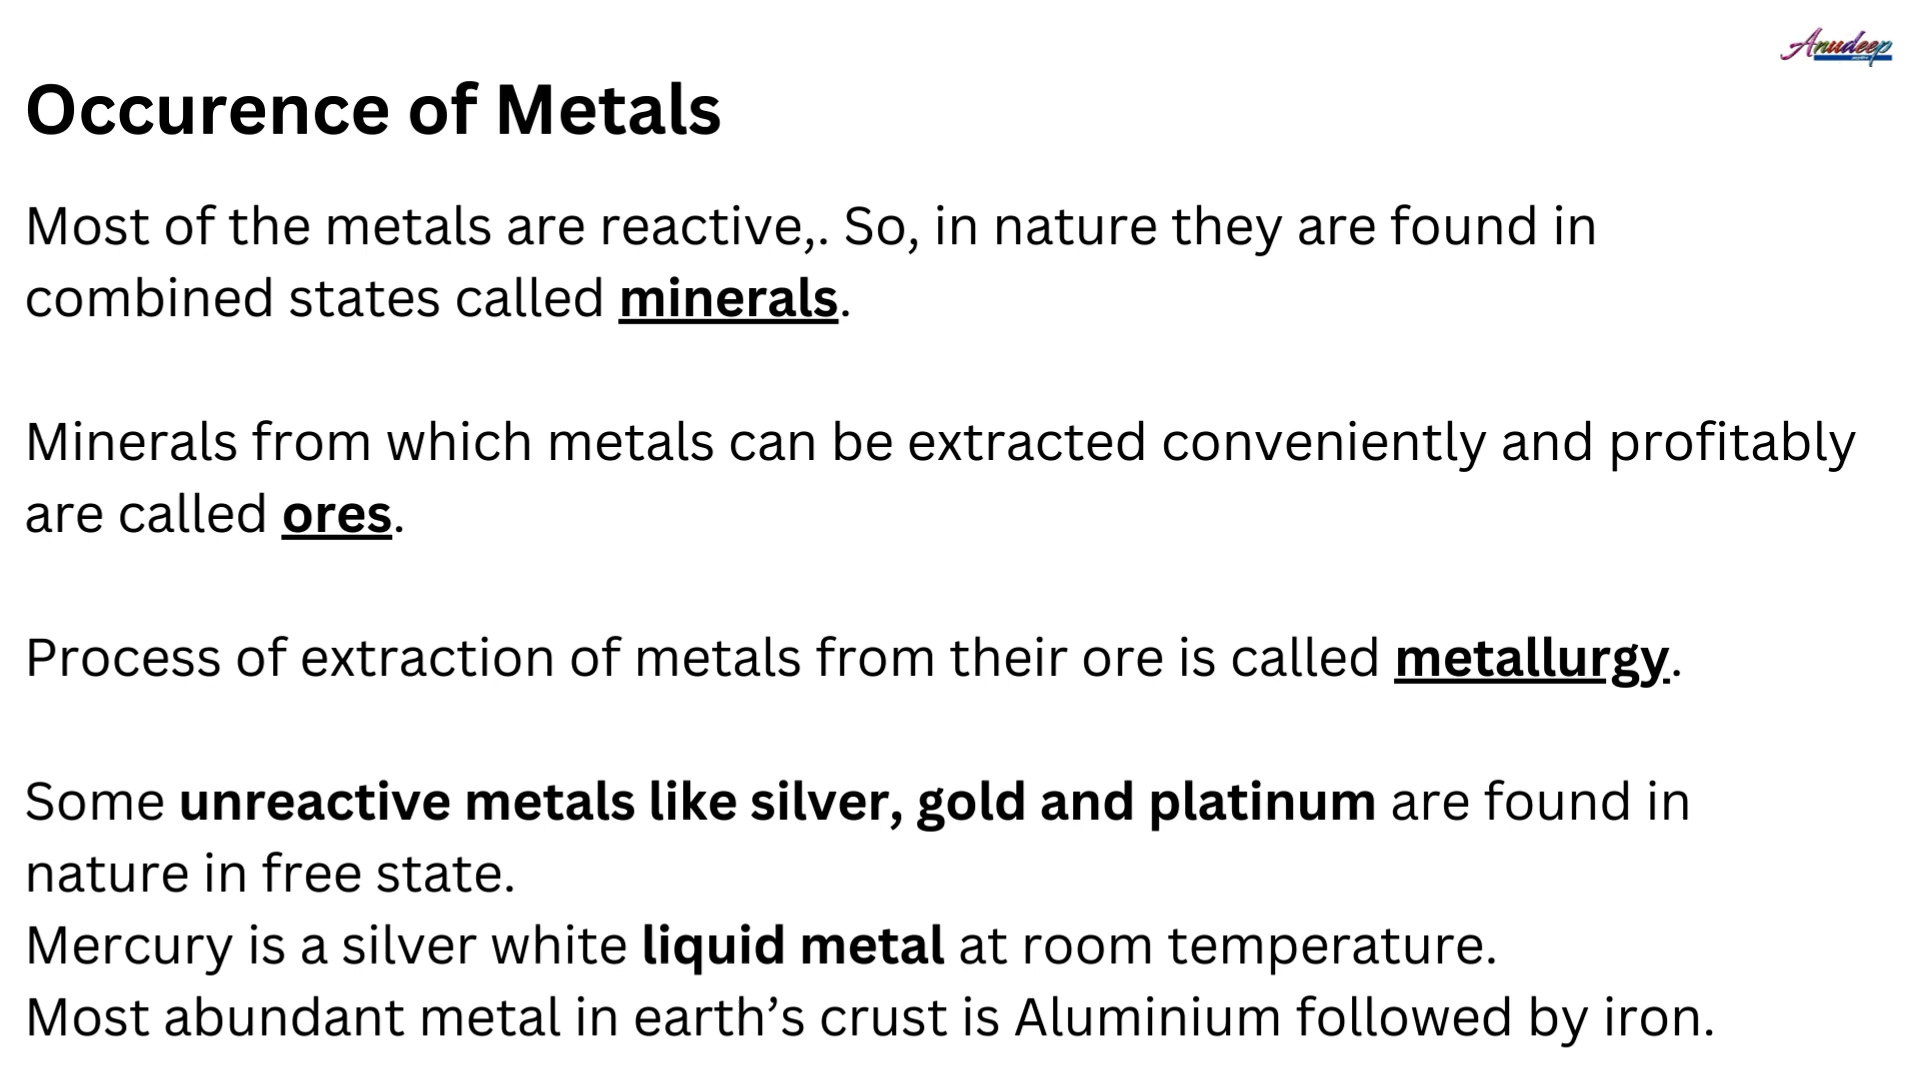 Anudeep
Occurence of Metals
Most of the metals are reactive,. So, in nature they are found in
combined states called minerals.
Minerals from which metals can be extracted conveniently and profitably
are called ores.
Process of extraction of metals from their ore is called metallurgy.
Some unreactive metals like silver, gold and platinum are found in
nature in free state.
Mercury is a silver white liquid metal at room temperature.
Most abundant metal in earth’s crust is Aluminium followed by iron.